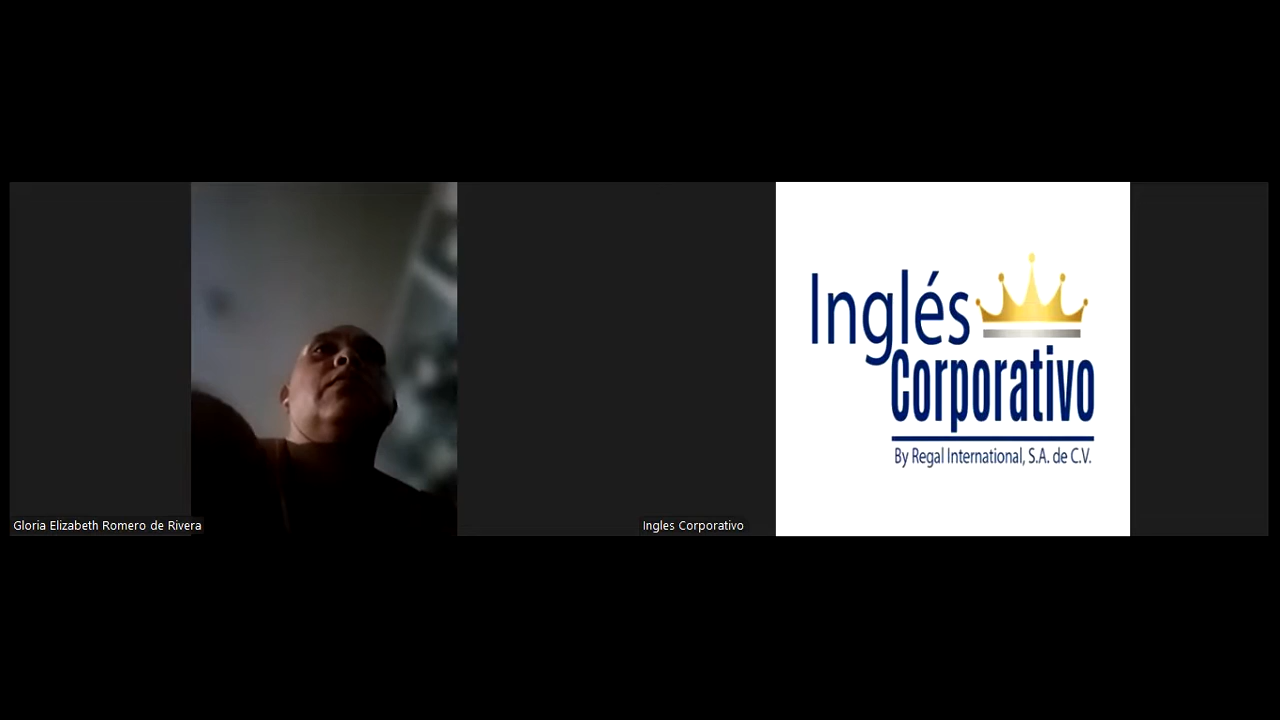 Inglés
Corporativo
By Regal International, S.A. de C.V.
Gloria Elizabeth Romero de Rivera
Ingles Corporativo